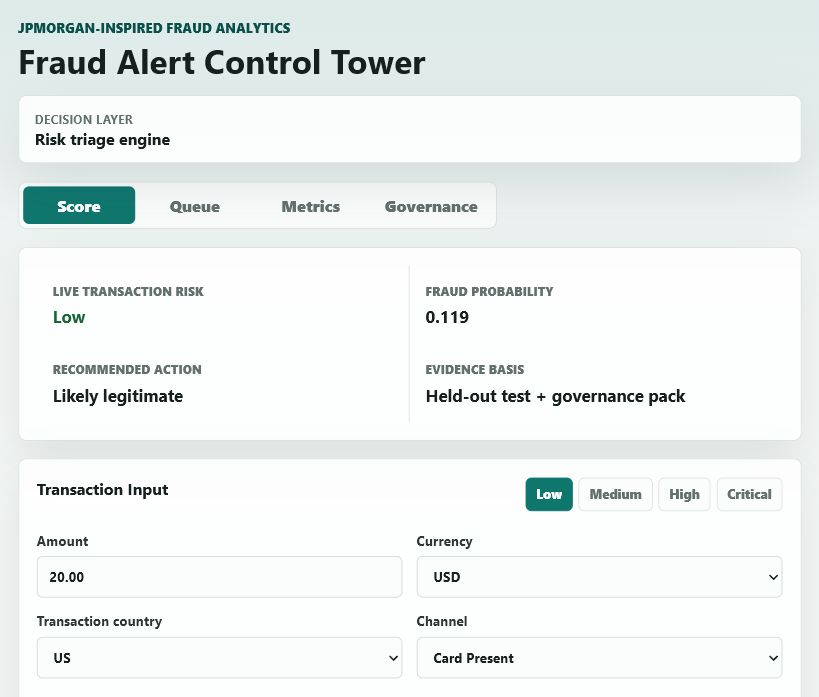 JPMORGAN-INSPIRED FRAUD ANALYTICS
Fraud Alert Control Tower
DECISION LAYER
Risk triage engine
Score Queue Metrics Governance
LIVE TRANSACTION RISK
Low
FRAUD PROBABILITY
0.119
RECOMMENDED ACTION
Likely legitimate
EVIDENCE BASIS
Held-out test + governance pack
Transaction Input
Low Medium High Critical
Amount
20.00
Currency
USD
Transaction country
US
Channel
Card Present